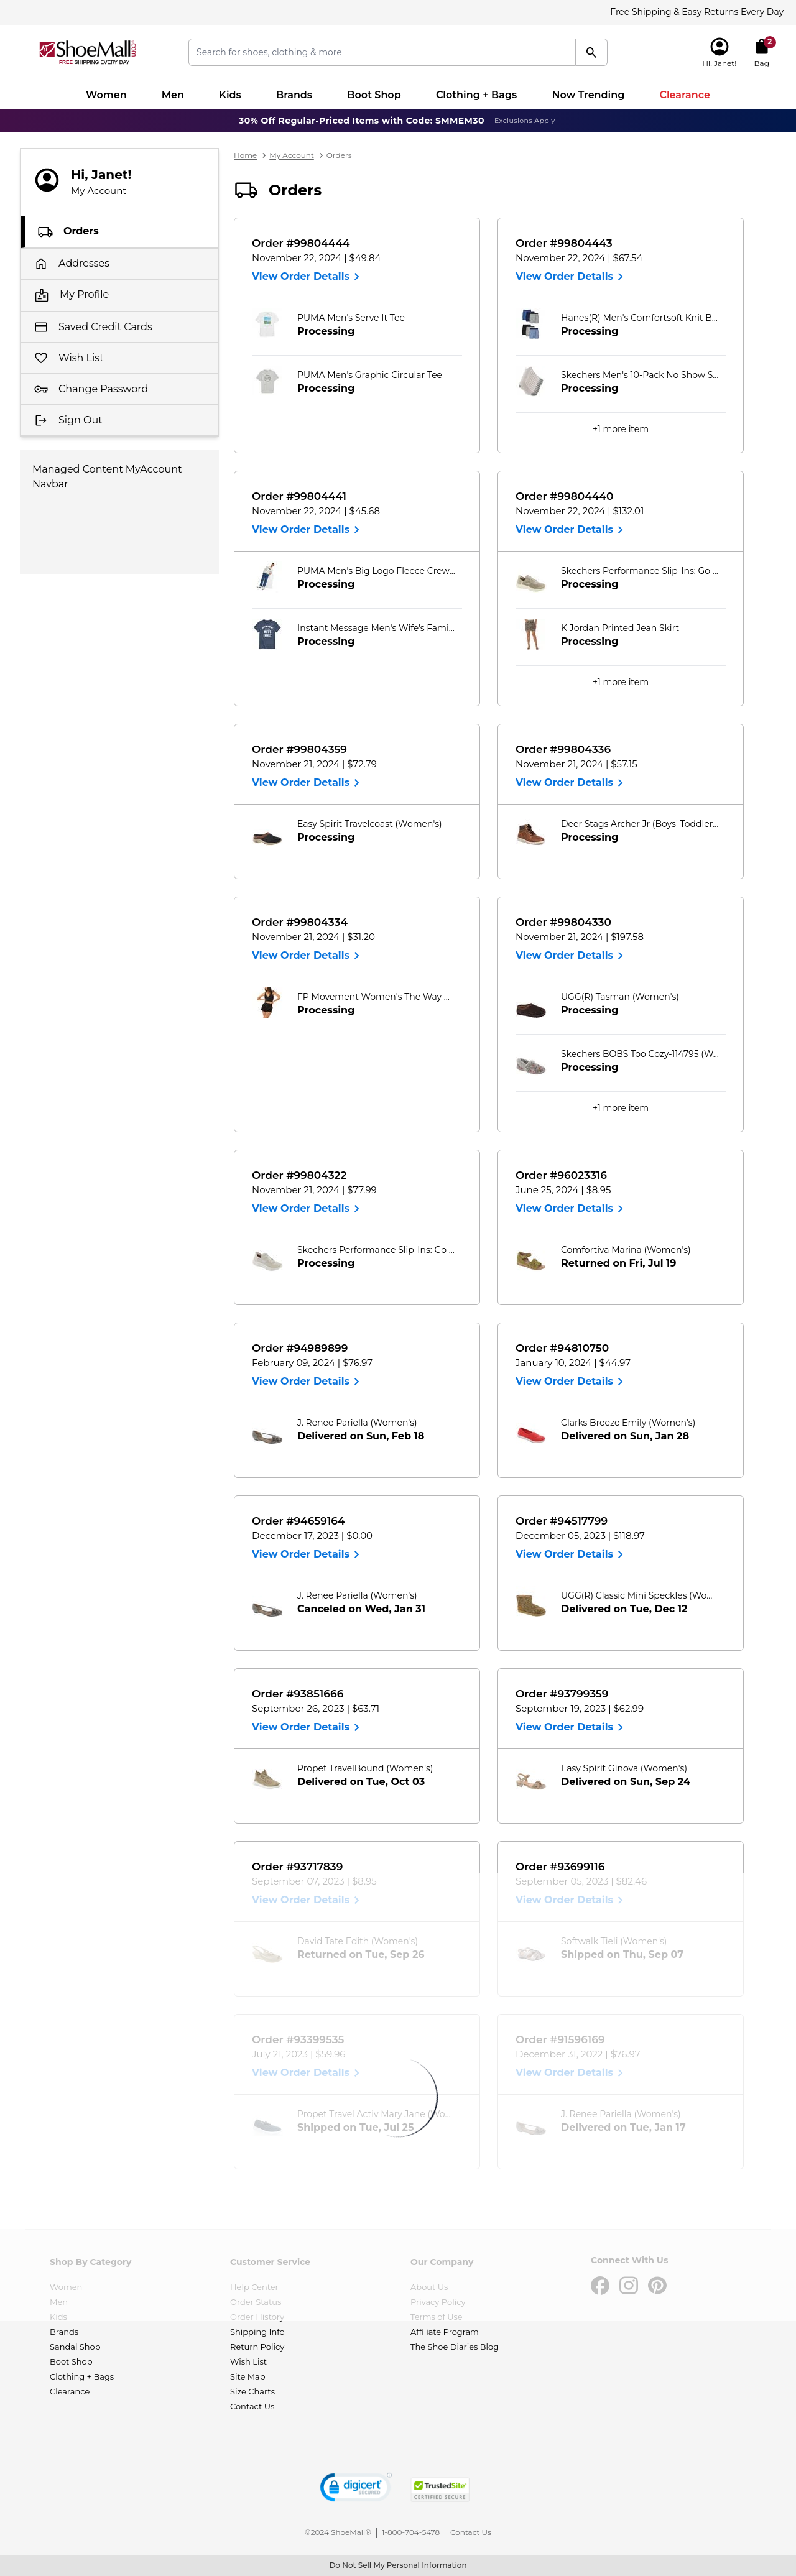 Free Shipping & Easy Returns Every Day
ShoeMall.com
FREE SHIPPING EVERY DAY
Search for shoes, clothing & more
Hi, Janet!
2
Bag
Women Men Kids Brands Boot Shop Clothing + Bags Now Trending Clearance
30% Off Regular-Priced Items with Code: SMMEM30 Exclusions Apply
Hi, Janet!
My Account
Orders
Addresses
My Profile
Saved Credit Cards
Wish List
Change Password
Sign Out
Managed Content MyAccount
Navbar
Home > My Account > Orders
Orders
Order #99804444
November 22, 2024 | $49.84
View Order Details
PUMA Men's Serve It Tee
Processing
PUMA Men's Graphic Circular Tee
Processing
Order #99804443
November 22, 2024 | $67.54
View Order Details
Hanes(R) Men's Comfortsoft Knit B...
Processing
Skechers Men's 10-Pack No Show S...
Processing
+1 more item
Order #99804441
November 22, 2024 | $45.68
View Order Details
PUMA Men's Big Logo Fleece Crew...
Processing
Instant Message Men's Wife's Fami...
Processing
Order #99804440
November 22, 2024 | $132.01
View Order Details
Skechers Performance Slip-Ins: Go ...
Processing
K Jordan Printed Jean Skirt
Processing
+1 more item
Order #99804359
November 21, 2024 | $72.79
View Order Details
Easy Spirit Travelcoast (Women's)
Processing
Order #99804336
November 21, 2024 | $57.15
View Order Details
Deer Stags Archer Jr (Boys' Toddler...
Processing
Order #99804334
November 21, 2024 | $31.20
View Order Details
FP Movement Women's The Way ...
Processing
Order #99804330
November 21, 2024 | $197.58
View Order Details
UGG(R) Tasman (Women's)
Processing
Skechers BOBS Too Cozy-114795 (W...
Processing
+1 more item
Order #99804322
November 21, 2024 | $77.99
View Order Details
Skechers Performance Slip-Ins: Go ...
Processing
Order #96023316
June 25, 2024 | $8.95
View Order Details
Comfortiva Marina (Women's)
Returned on Fri, Jul 19
Order #94989899
February 09, 2024 | $76.97
View Order Details
J. Renee Pariella (Women's)
Delivered on Sun, Feb 18
Order #94810750
January 10, 2024 | $44.97
View Order Details
Clarks Breeze Emily (Women's)
Delivered on Sun, Jan 28
Order #94659164
December 17, 2023 | $0.00
View Order Details
J. Renee Pariella (Women's)
Canceled on Wed, Jan 31
Order #94517799
December 05, 2023 | $118.97
View Order Details
UGG(R) Classic Mini Speckles (Wo...
Delivered on Tue, Dec 12
Order #93851666
September 26, 2023 | $63.71
View Order Details
Propet TravelBound (Women's)
Delivered on Tue, Oct 03
Order #93799359
September 19, 2023 | $62.99
View Order Details
Easy Spirit Ginova (Women's)
Delivered on Sun, Sep 24
Order #93717839
September 07, 2023 | $8.95
View Order Details
David Tate Edith (Women's)
Returned on Tue, Sep 26
Order #93699116
September 05, 2023 | $82.46
View Order Details
Softwalk Tieli (Women's)
Shipped on Thu, Sep 07
Order #93399535
July 21, 2023 | $59.96
View Order Details
Propet Travel Activ Mary Jane (Wo...
Shipped on Tue, Jul 25
Order #91596169
December 31, 2022 | $76.97
View Order Details
J. Renee Pariella (Women's)
Delivered on Tue, Jan 17
Shop By Category
Women
Men
Kids
Brands
Sandal Shop
Boot Shop
Clothing + Bags
Clearance
Customer Service
Help Center
Order Status
Order History
Shipping Info
Return Policy
Wish List
Site Map
Size Charts
Contact Us
Our Company
About Us
Privacy Policy
Terms of Use
Affiliate Program
The Shoe Diaries Blog
Connect With Us
digicert
SECURED
TrustedSite
CERTIFIED SECURE
©2024 ShoeMall® | 1-800-704-5478 | Contact Us
Do Not Sell My Personal Information